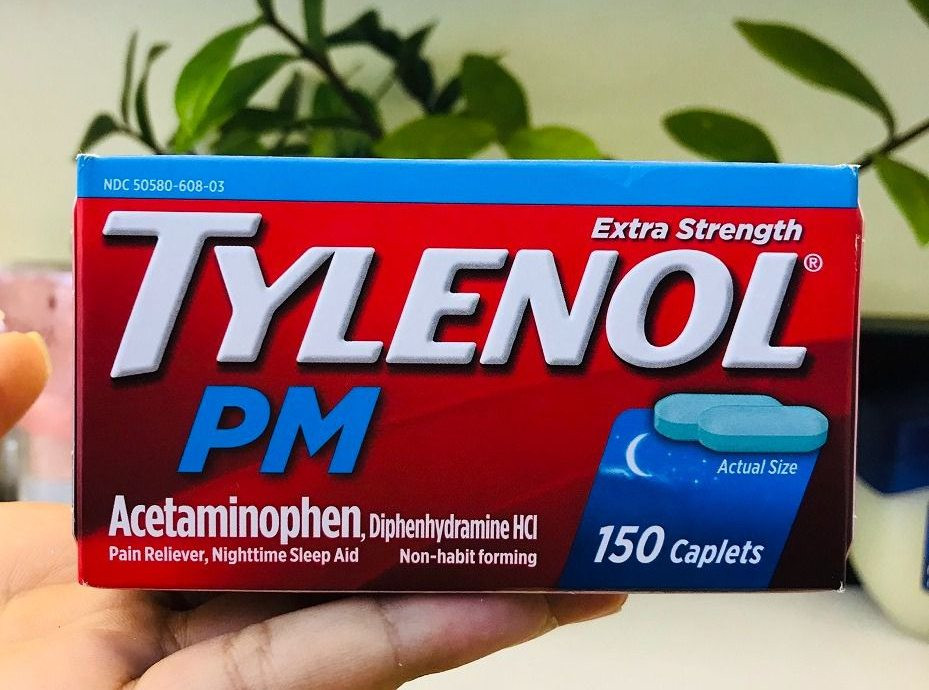 NDC 50580-608-03
Extra Strength
TYLENOL®
PM
Actual Size
Acetaminophen, Diphenhydramine HCl
Pain Reliever, Nighttime Sleep Aid Non-habit forming
150 Caplets